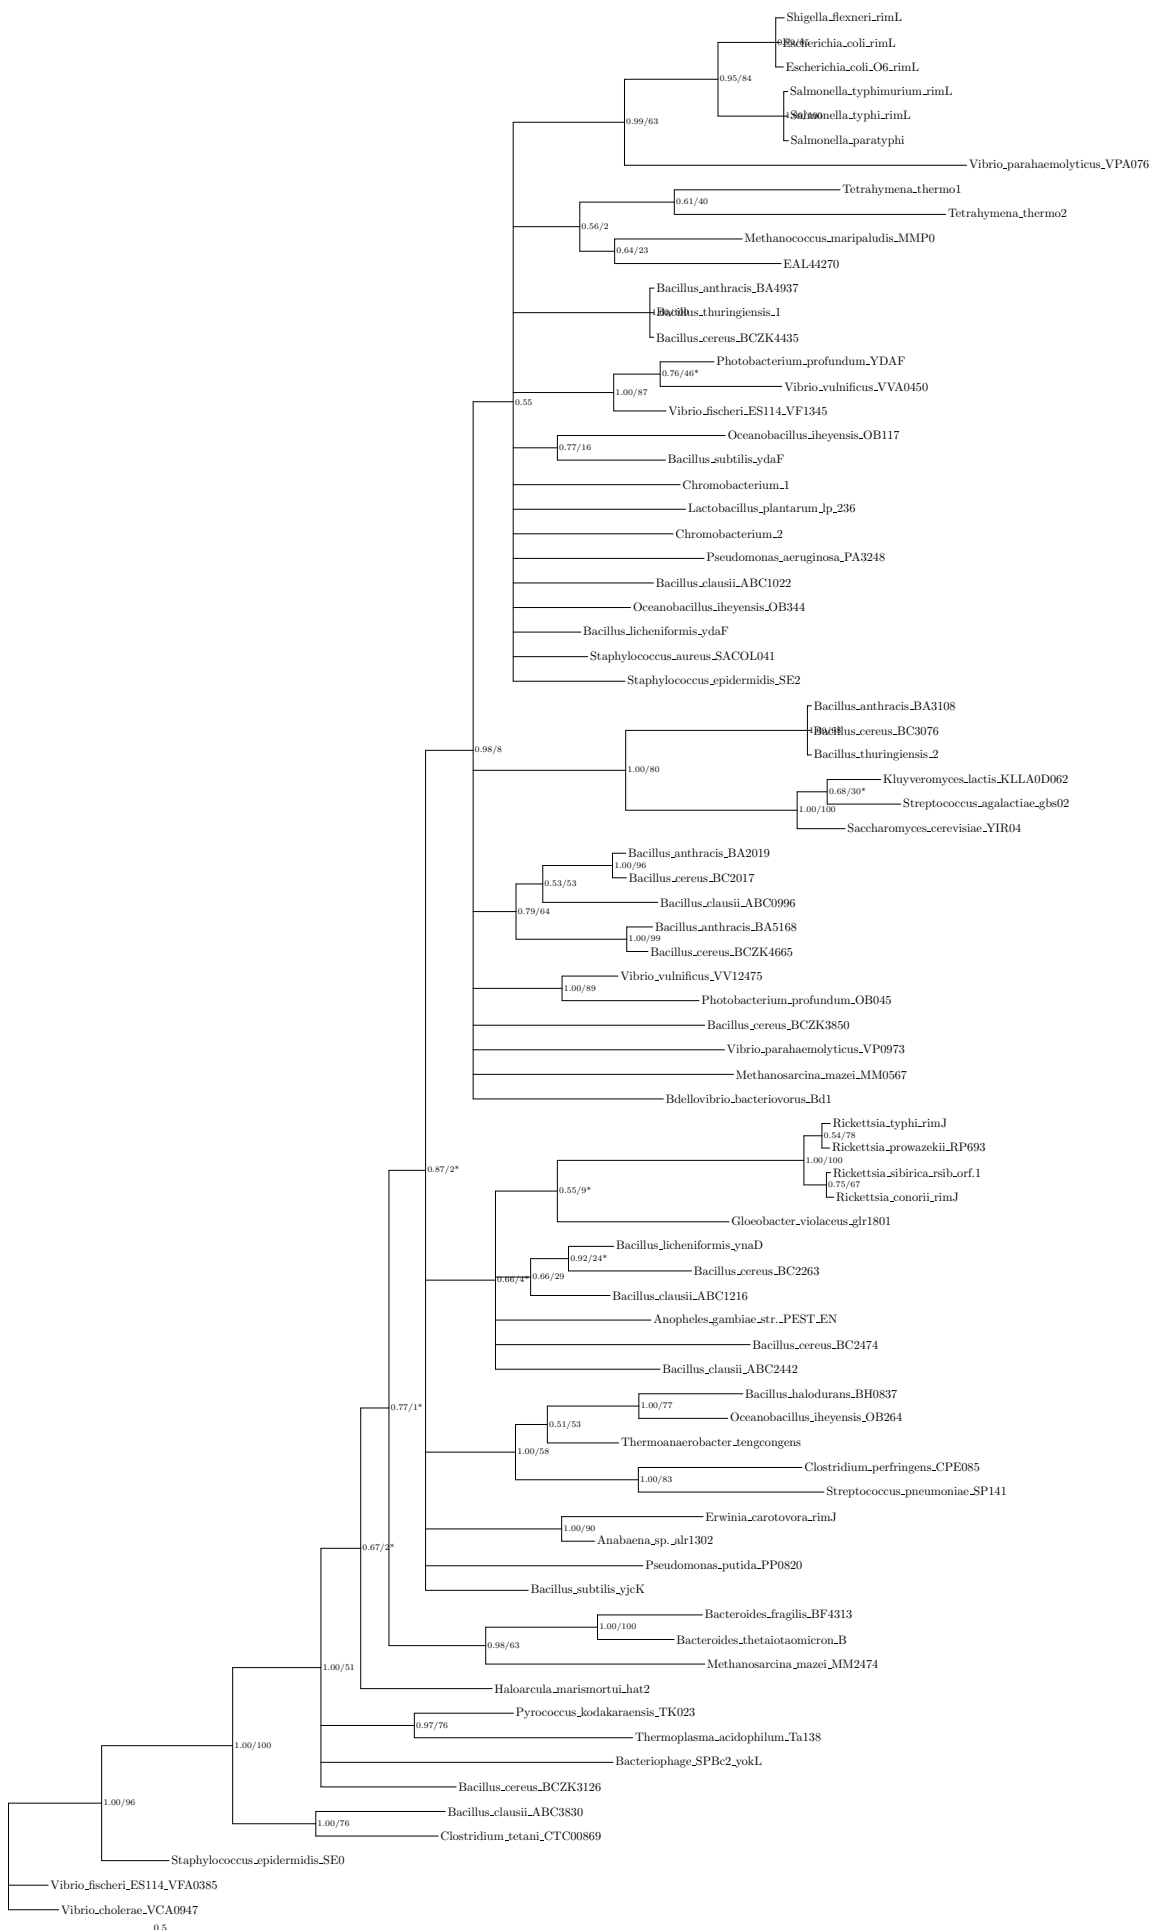 Shigella_flexneri_rimL
Escherichia_coli_rimL
Escherichia_coli_O6_rimL
0.95/84
Salmonella_typhimurium_rimL
Salmonella_typhi_rimL
0.99/63
Salmonella_paratyphi
Vibrio_parahaemolyticus_VPA076
Tetrahymena_thermo1
0.61/40
Tetrahymena_thermo2
0.56/2
Methanococcus_maripaludis_MMP0
0.64/23
EAL44270
Bacillus_anthracis_BA4937
Bacillus_thuringiensis_1
Bacillus_cereus_BCZK4435
Photobacterium_profundum_YDAF
0.76/46*
Vibrio_vulnificus_VVA0450
1.00/87
0.55
Vibrio_fischeri_ES114_VF1345
Oceanobacillus_iheyensis_OB117
0.77/16
Bacillus_subtilis_ydaF
Chromobacterium_1
Lactobacillus_plantarum_lp_236
Chromobacterium_2
Pseudomonas_aeruginosa_PA3248
Bacillus_clausii_ABC1022
Oceanobacillus_iheyensis_OB344
Bacillus_licheniformis_ydaF
Staphylococcus_aureus_SACOL041
Staphylococcus_epidermidis_SE2
Bacillus_anthracis_BA3108
Bacillus_cereus_BC3076
0.98/8
Bacillus_thuringiensis_2
1.00/80
Kluyveromyces_lactis_KLLA0D062
0.68/30*
Streptococcus_agalactiae_gbs02
1.00/100
Saccharomyces_cerevisiae_YIR04
Bacillus_anthracis_BA2019
1.00/96
Bacillus_cereus_BC2017
0.53/53
Bacillus_clausii_ABC0996
0.79/64
Bacillus_anthracis_BA5168
1.00/99
Bacillus_cereus_BCZK4665
Vibrio_vulnificus_VV12475
1.00/89
Photobacterium_profundum_OB045
Bacillus_cereus_BCZK3850
Vibrio_parahaemolyticus_VP0973
Methanosarcina_mazei_MM0567
Bdellovibrio_bacteriovorus_Bd1
Rickettsia_typhi_rimJ
0.54/78
Rickettsia_prowazekii_RP693
1.00/100
0.87/2*
Rickettsia_sibirica_rsib_orf.1
0.75/67
Rickettsia_conorii_rimJ
0.55/9*
Gloeobacter_violaceus_glr1801
Bacillus_licheniformis_ynaD
0.92/24*
Bacillus_cereus_BC2263
0.66/4*
0.66/29
Bacillus_clausii_ABC1216
Anopheles_gambiae_str._PEST_EN
Bacillus_cereus_BC2474
Bacillus_clausii_ABC2442
Bacillus_halodurans_BH0837
1.00/77
0.77/1*
Oceanobacillus_iheyensis_OB264
0.51/53
Thermoanaerobacter_tengcongens
1.00/58
Clostridium_perfringens_CPE085
1.00/83
Streptococcus_pneumoniae_SP141
Erwinia_carotovora_rimJ
1.00/90
Anabaena_sp._alr1302
0.67/2*
Pseudomonas_putida_PP0820
Bacillus_subtilis_yjcK
Bacteroides_fragilis_BF4313
1.00/100
Bacteroides_thetaiotaomicron_B
0.98/63
Methanosarcina_mazei_MM2474
1.00/51
Haloarcula_marismortui_hat2
Pyrococcus_kodakaraensis_TK023
0.97/76
Thermoplasma_acidophilum_Ta138
1.00/100
Bacteriophage_SPBc2_yokL
Bacillus_cereus_BCZK3126
1.00/96
Bacillus_clausii_ABC3830
1.00/76
Clostridium_tetani_CTC00869
Staphylococcus_epidermidis_SE0
Vibrio_fischeri_ES114_VFA0385
Vibrio_cholerae_VCA0947
0.5